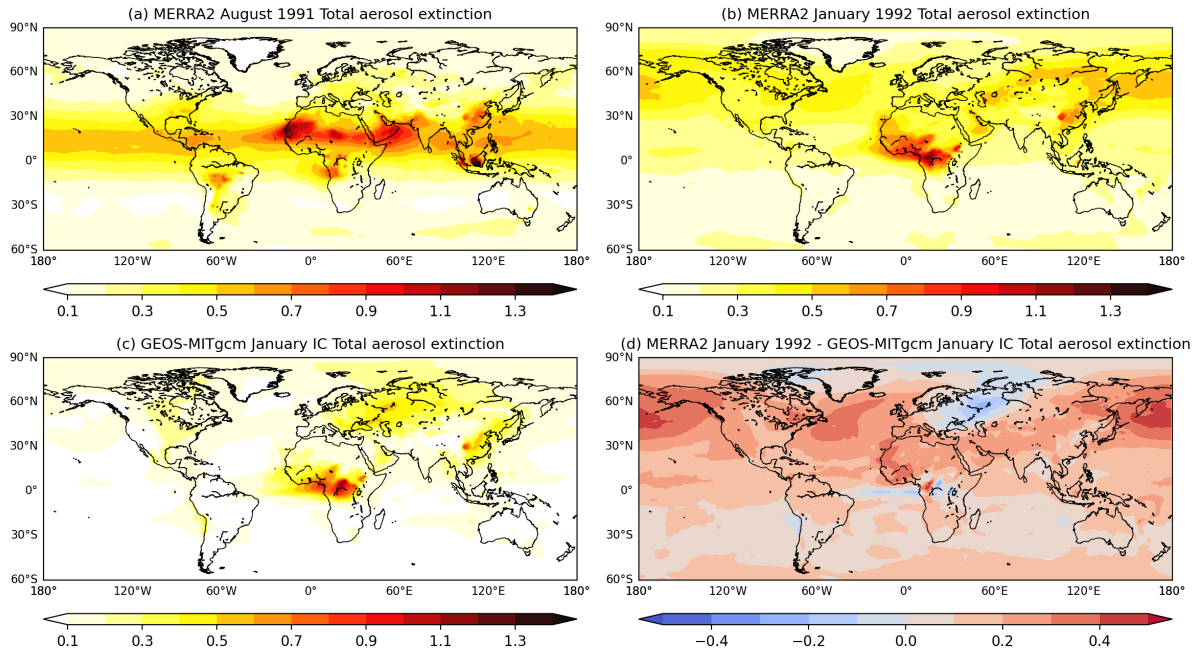 (a) MERRA2 August 1991 Total aerosol extinction
90°N
60°N
30°N
0°
30°S
60°S
180° 120°W 60°W 0° 60°E 120°E 180°
0.1 0.3 0.5 0.7 0.9 1.1 1.3
(b) MERRA2 January 1992 Total aerosol extinction
90°N
60°N
30°N
0°
30°S
60°S
180° 120°W 60°W 0° 60°E 120°E 180°
0.1 0.3 0.5 0.7 0.9 1.1 1.3
(c) GEOS-MITgcm January IC Total aerosol extinction
90°N
60°N
30°N
0°
30°S
60°S
180° 120°W 60°W 0° 60°E 120°E 180°
0.1 0.3 0.5 0.7 0.9 1.1 1.3
(d) MERRA2 January 1992 - GEOS-MITgcm January IC Total aerosol extinction
90°N
60°N
30°N
0°
30°S
60°S
180° 120°W 60°W 0° 60°E 120°E 180°
−0.4 −0.2 0.0 0.2 0.4